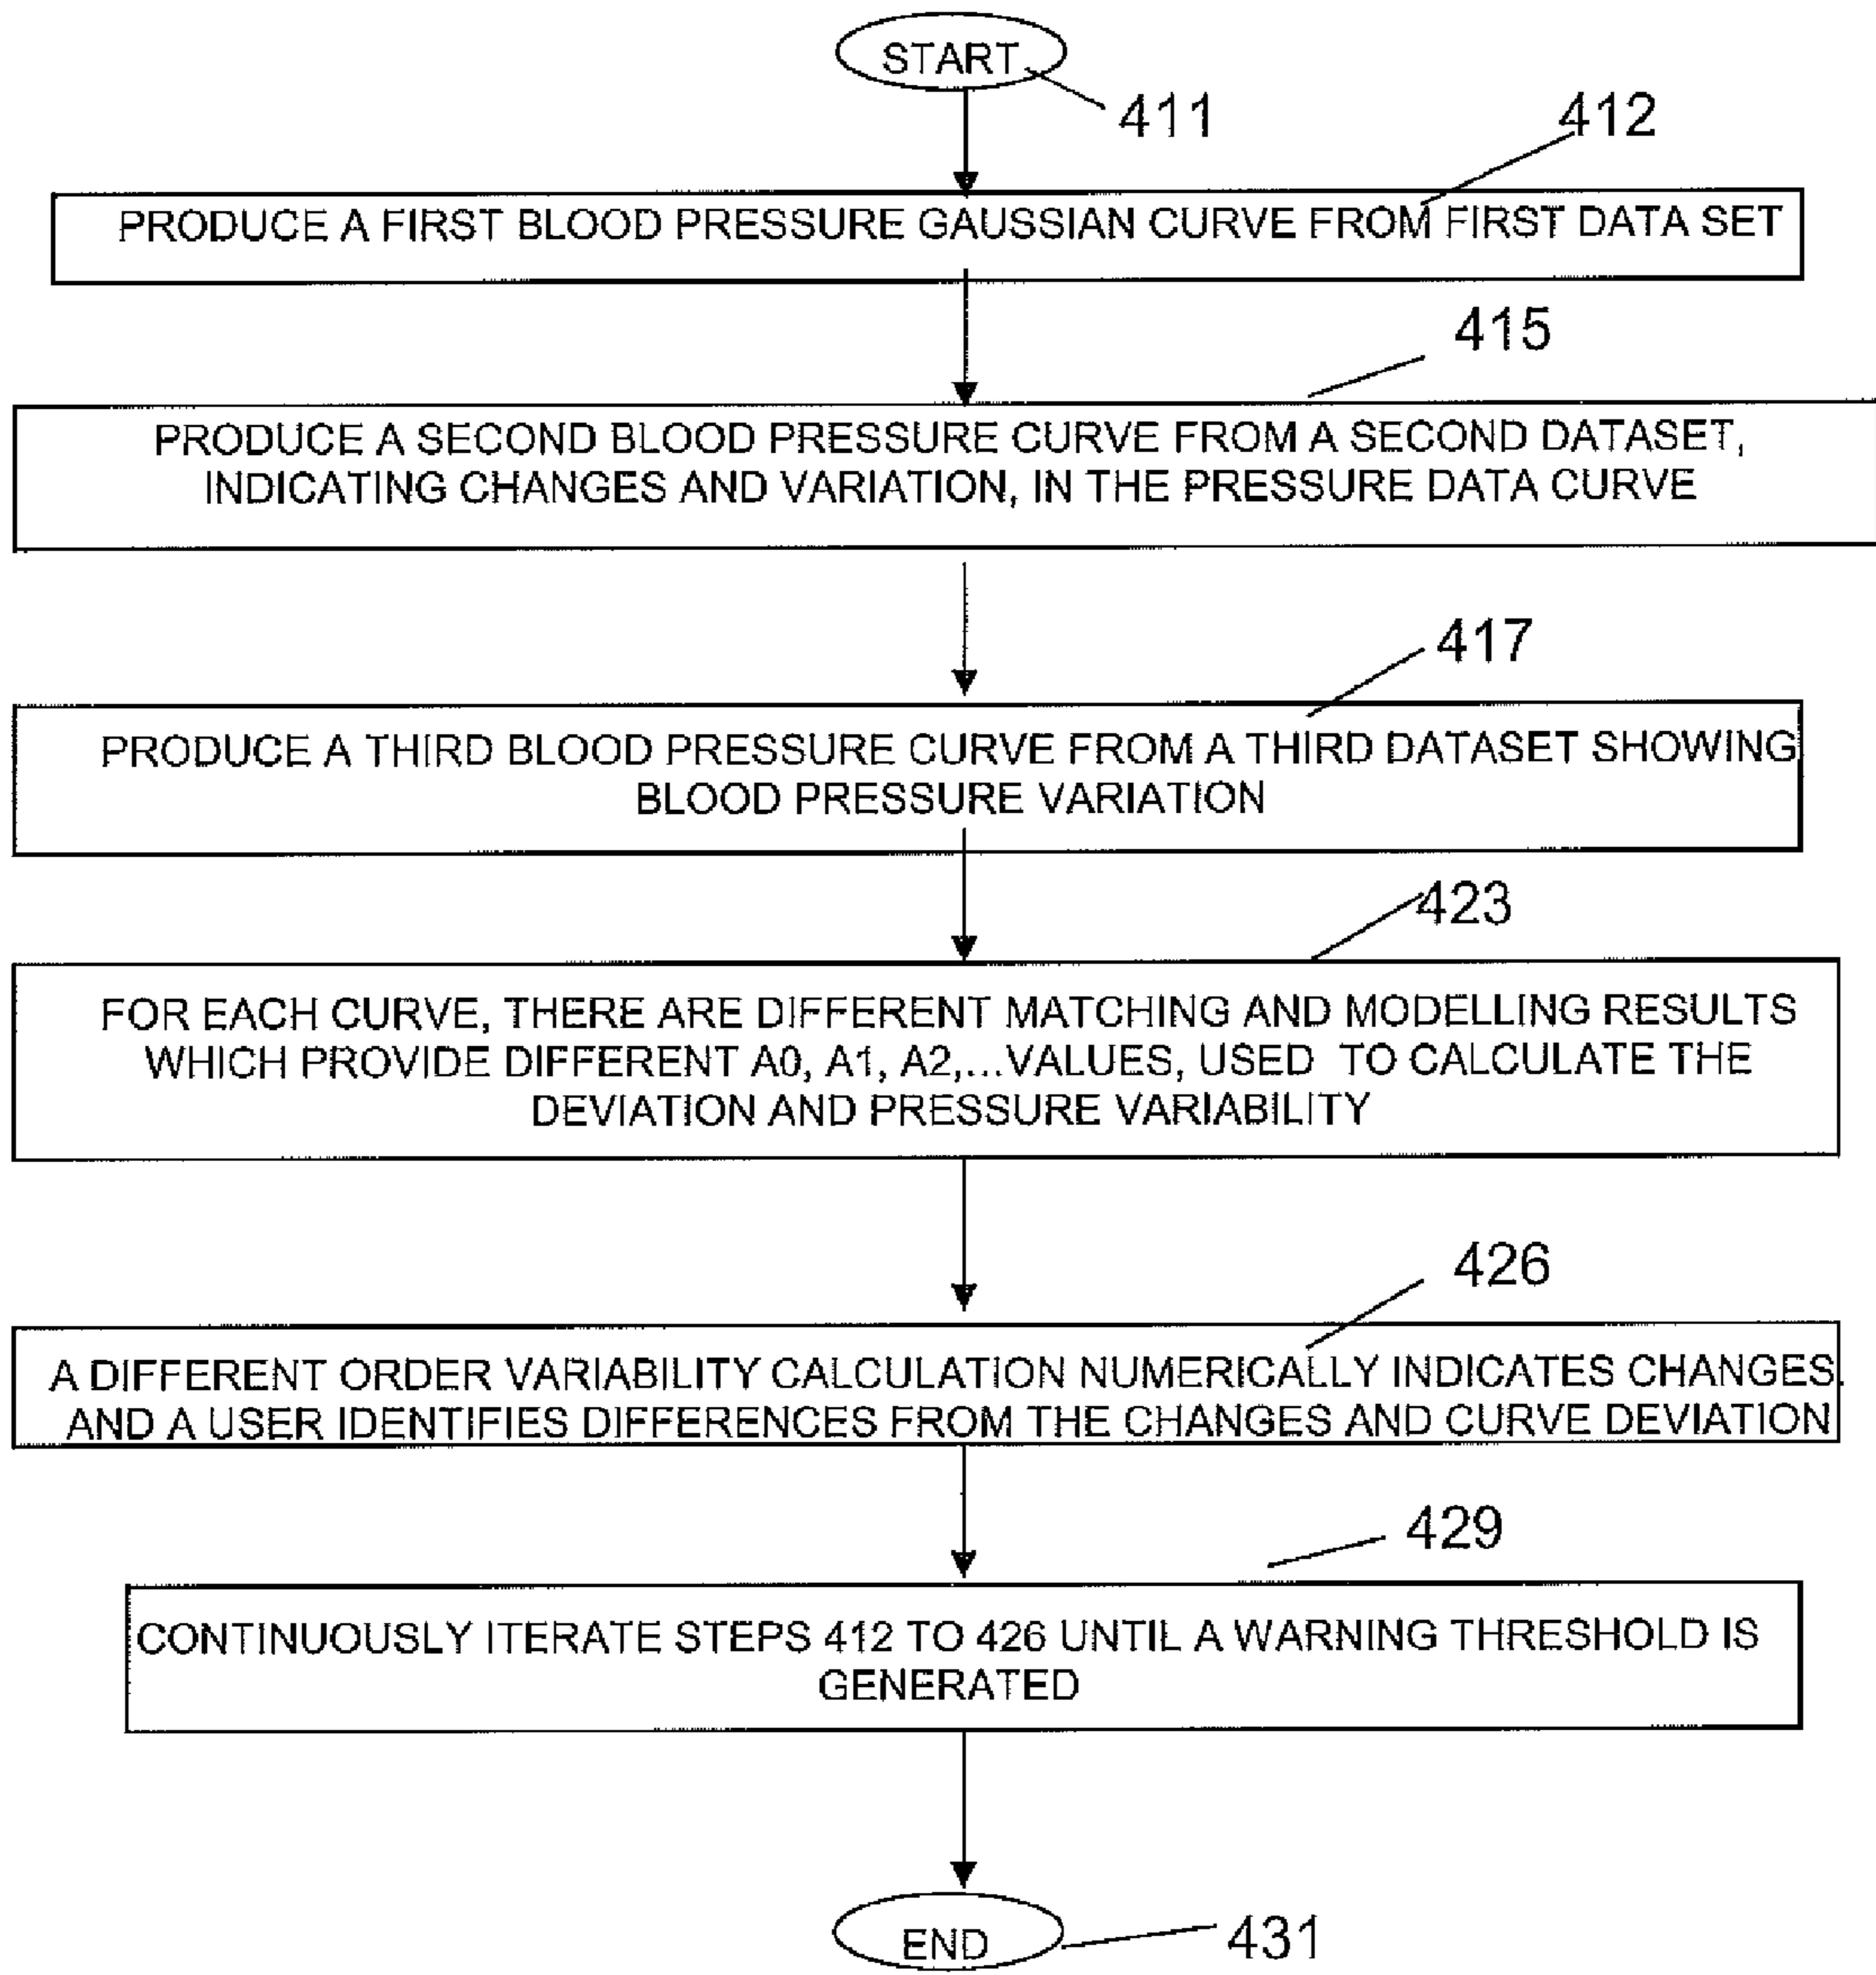 START
411
412
PRODUCE A FIRST BLOOD PRESSURE GAUSSIAN CURVE FROM FIRST DATA SET
415
PRODUCE A SECOND BLOOD PRESSURE CURVE FROM A SECOND DATASET,
INDICATING CHANGES AND VARIATION, IN THE PRESSURE DATA CURVE
417
PRODUCE A THIRD BLOOD PRESSURE CURVE FROM A THIRD DATASET SHOWING
BLOOD PRESSURE VARIATION
423
FOR EACH CURVE, THERE ARE DIFFERENT MATCHING AND MODELLING RESULTS
WHICH PROVIDE DIFFERENT A0, A1, A2,...VALUES, USED TO CALCULATE THE
DEVIATION AND PRESSURE VARIABILITY
426
A DIFFERENT ORDER VARIABILITY CALCULATION NUMERICALLY INDICATES CHANGES.
AND A USER IDENTIFIES DIFFERENCES FROM THE CHANGES AND CURVE DEVIATION
429
CONTINUOUSLY ITERATE STEPS 412 TO 426 UNTIL A WARNING THRESHOLD IS
GENERATED
END
431